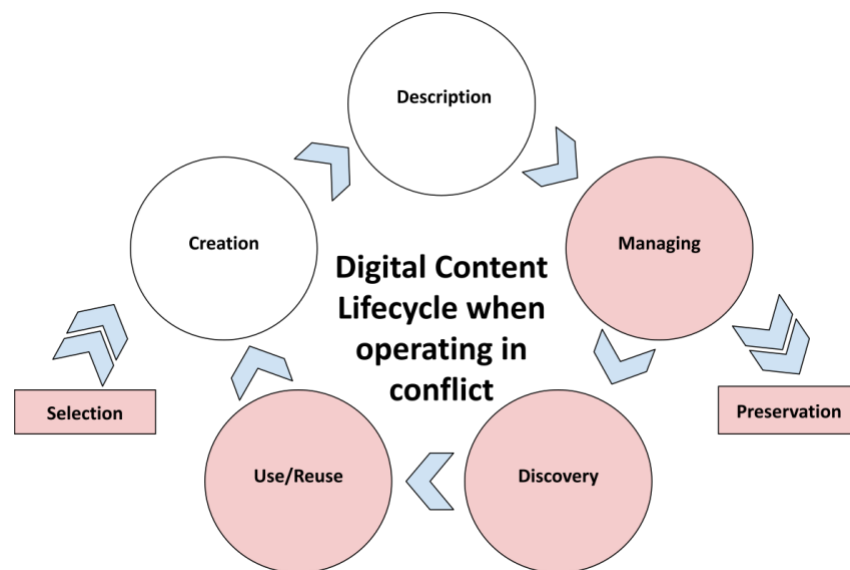 Description
Creation
Managing
Digital Content
Lifecycle when
operating in
conflict
Selection
Preservation
Use/Reuse
Discovery